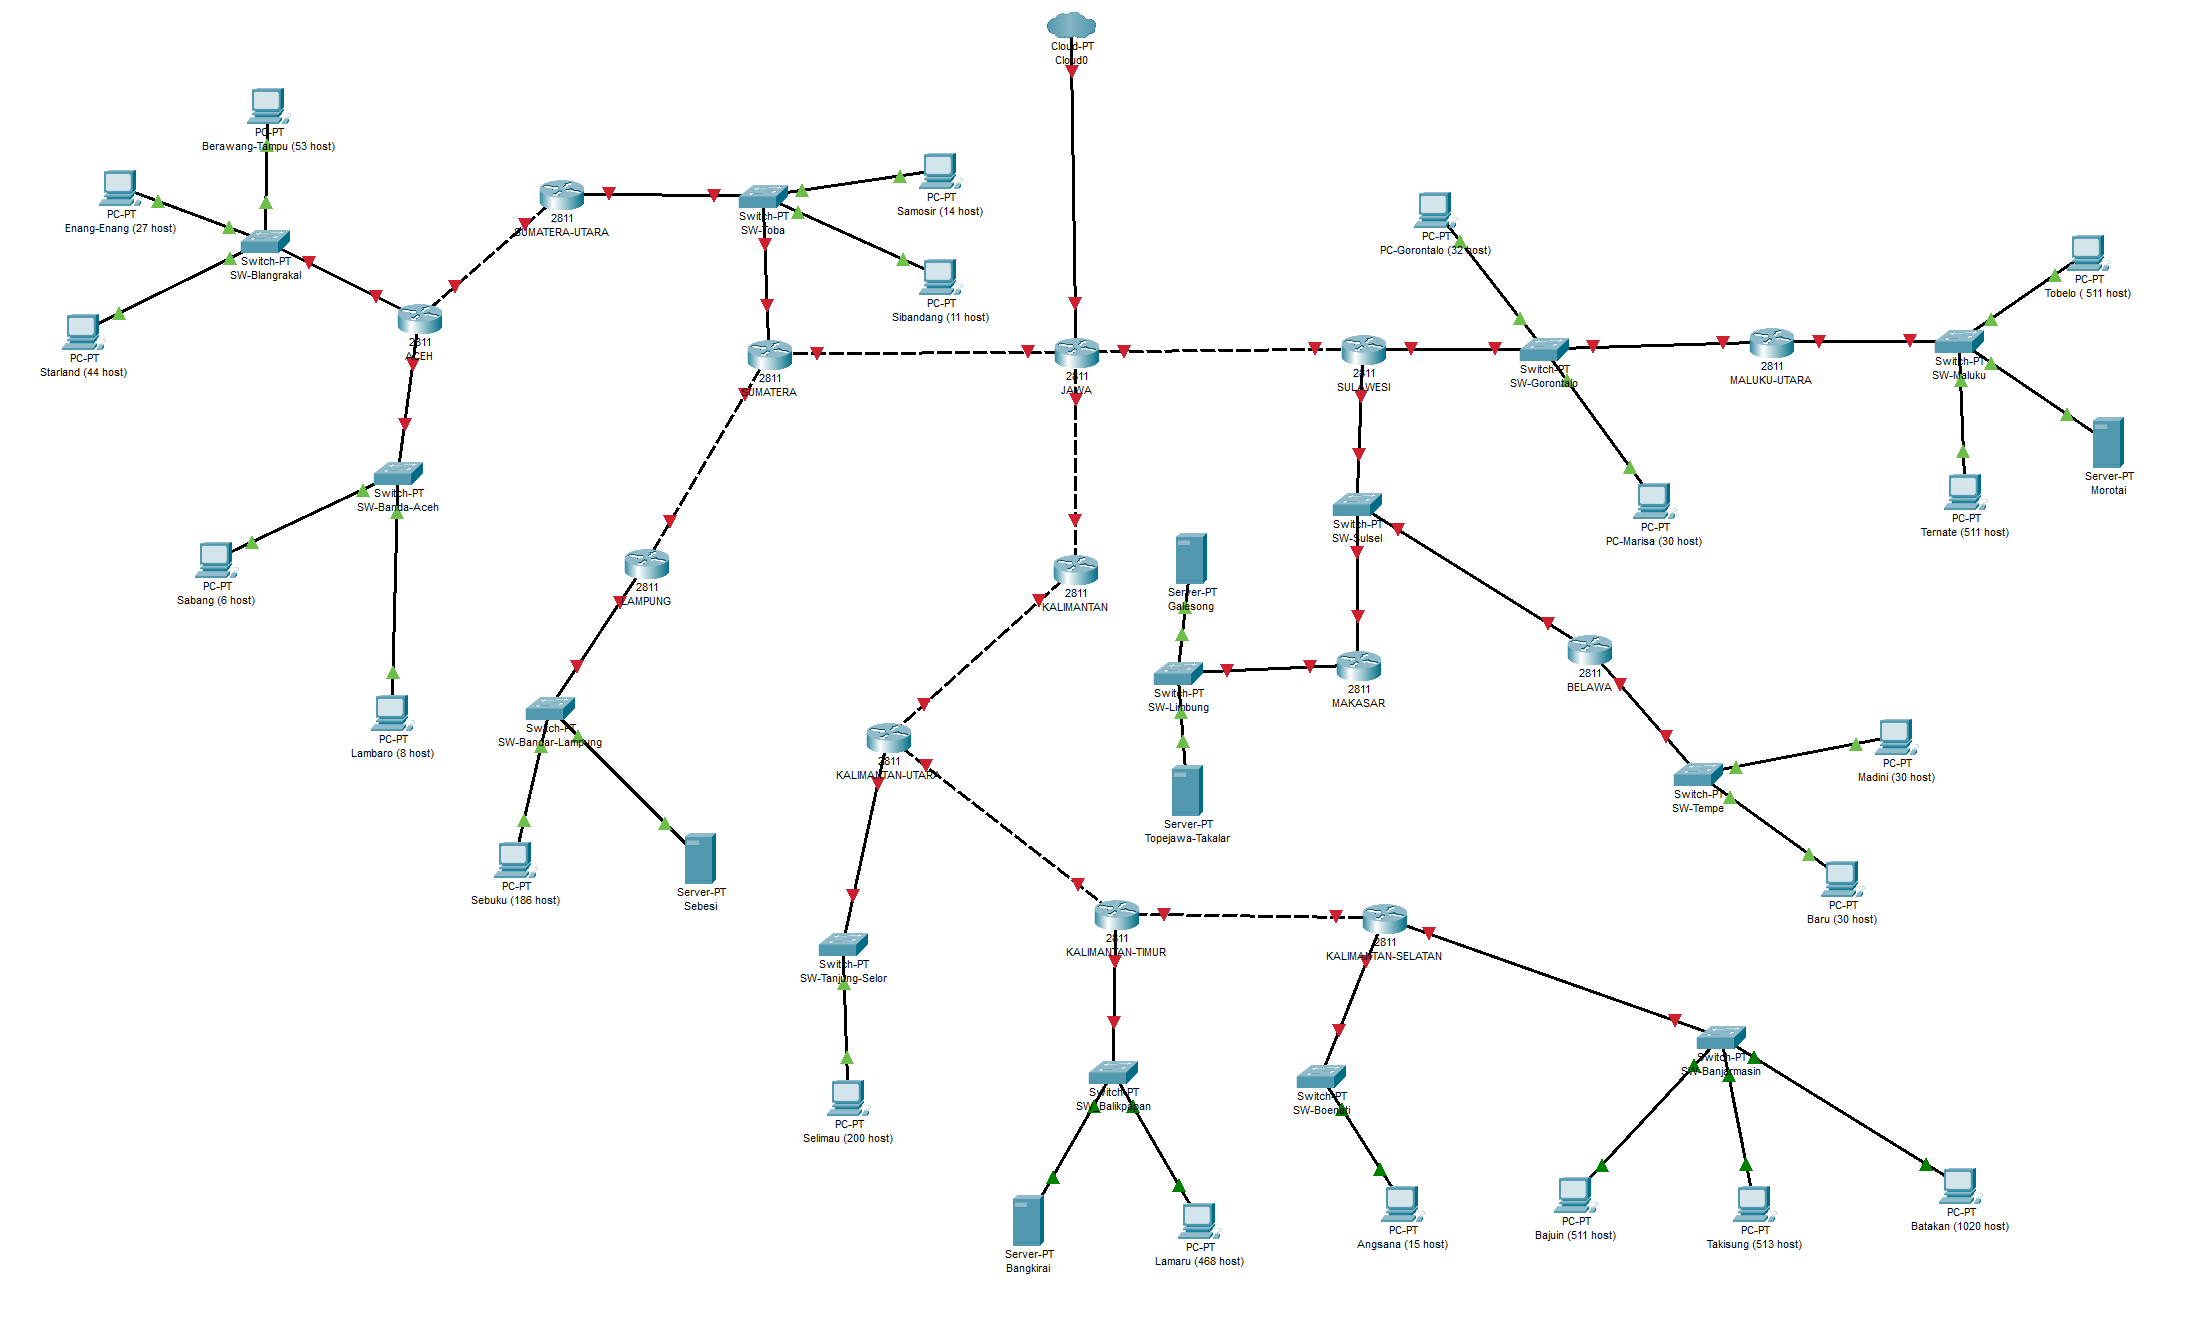 Cloud-PT
Cloud0
PC-PT
Berawang-Tampu (53 host)
PC-PT
Enang-Enang (27 host)
Switch-PT
SW-Blangrakal
PC-PT
Starland (44 host)
2811
ACEH
2811
SUMATERA-UTARA
Switch-PT
SW-Toba
PC-PT
Samosir (14 host)
PC-PT
Sibandang (11 host)
2811
SUMATERA
2811
JAWA
2811
SULAWESI
PC-PT
PC-Gorontalo (32 host)
Switch-PT
SW-Gorontalo
2811
MALUKU-UTARA
PC-PT
Tobelo ( 511 host)
Switch-PT
SW-Maluku
Server-PT
Morotai
PC-PT
Ternate (511 host)
PC-PT
PC-Marisa (30 host)
Switch-PT
SW-Banda-Aceh
PC-PT
Sabang (6 host)
PC-PT
Lambaro (8 host)
2811
LAMPUNG
Switch-PT
SW-Bandar-Lampung
PC-PT
Sebuku (186 host)
Server-PT
Sebesi
2811
KALIMANTAN
Switch-PT
SW-Sulsel
Server-PT
Galesong
Switch-PT
SW-Limbung
2811
MAKASAR
2811
BELAWA
Server-PT
Topejawa-Takalar
Switch-PT
SW-Tempe
PC-PT
Madini (30 host)
PC-PT
Baru (30 host)
2811
KALIMANTAN-UTARA
Switch-PT
SW-Tanjung-Selor
PC-PT
Selimau (200 host)
2811
KALIMANTAN-TIMUR
2811
KALIMANTAN-SELATAN
Switch-PT
SW-Balikpapan
Switch-PT
SW-Boenati
Switch-PT
SW-Banjarmasin
Server-PT
Bangkirai
PC-PT
Lamaru (468 host)
PC-PT
Angsana (15 host)
PC-PT
Bajuin (511 host)
PC-PT
Takisung (513 host)
PC-PT
Batakan (1020 host)